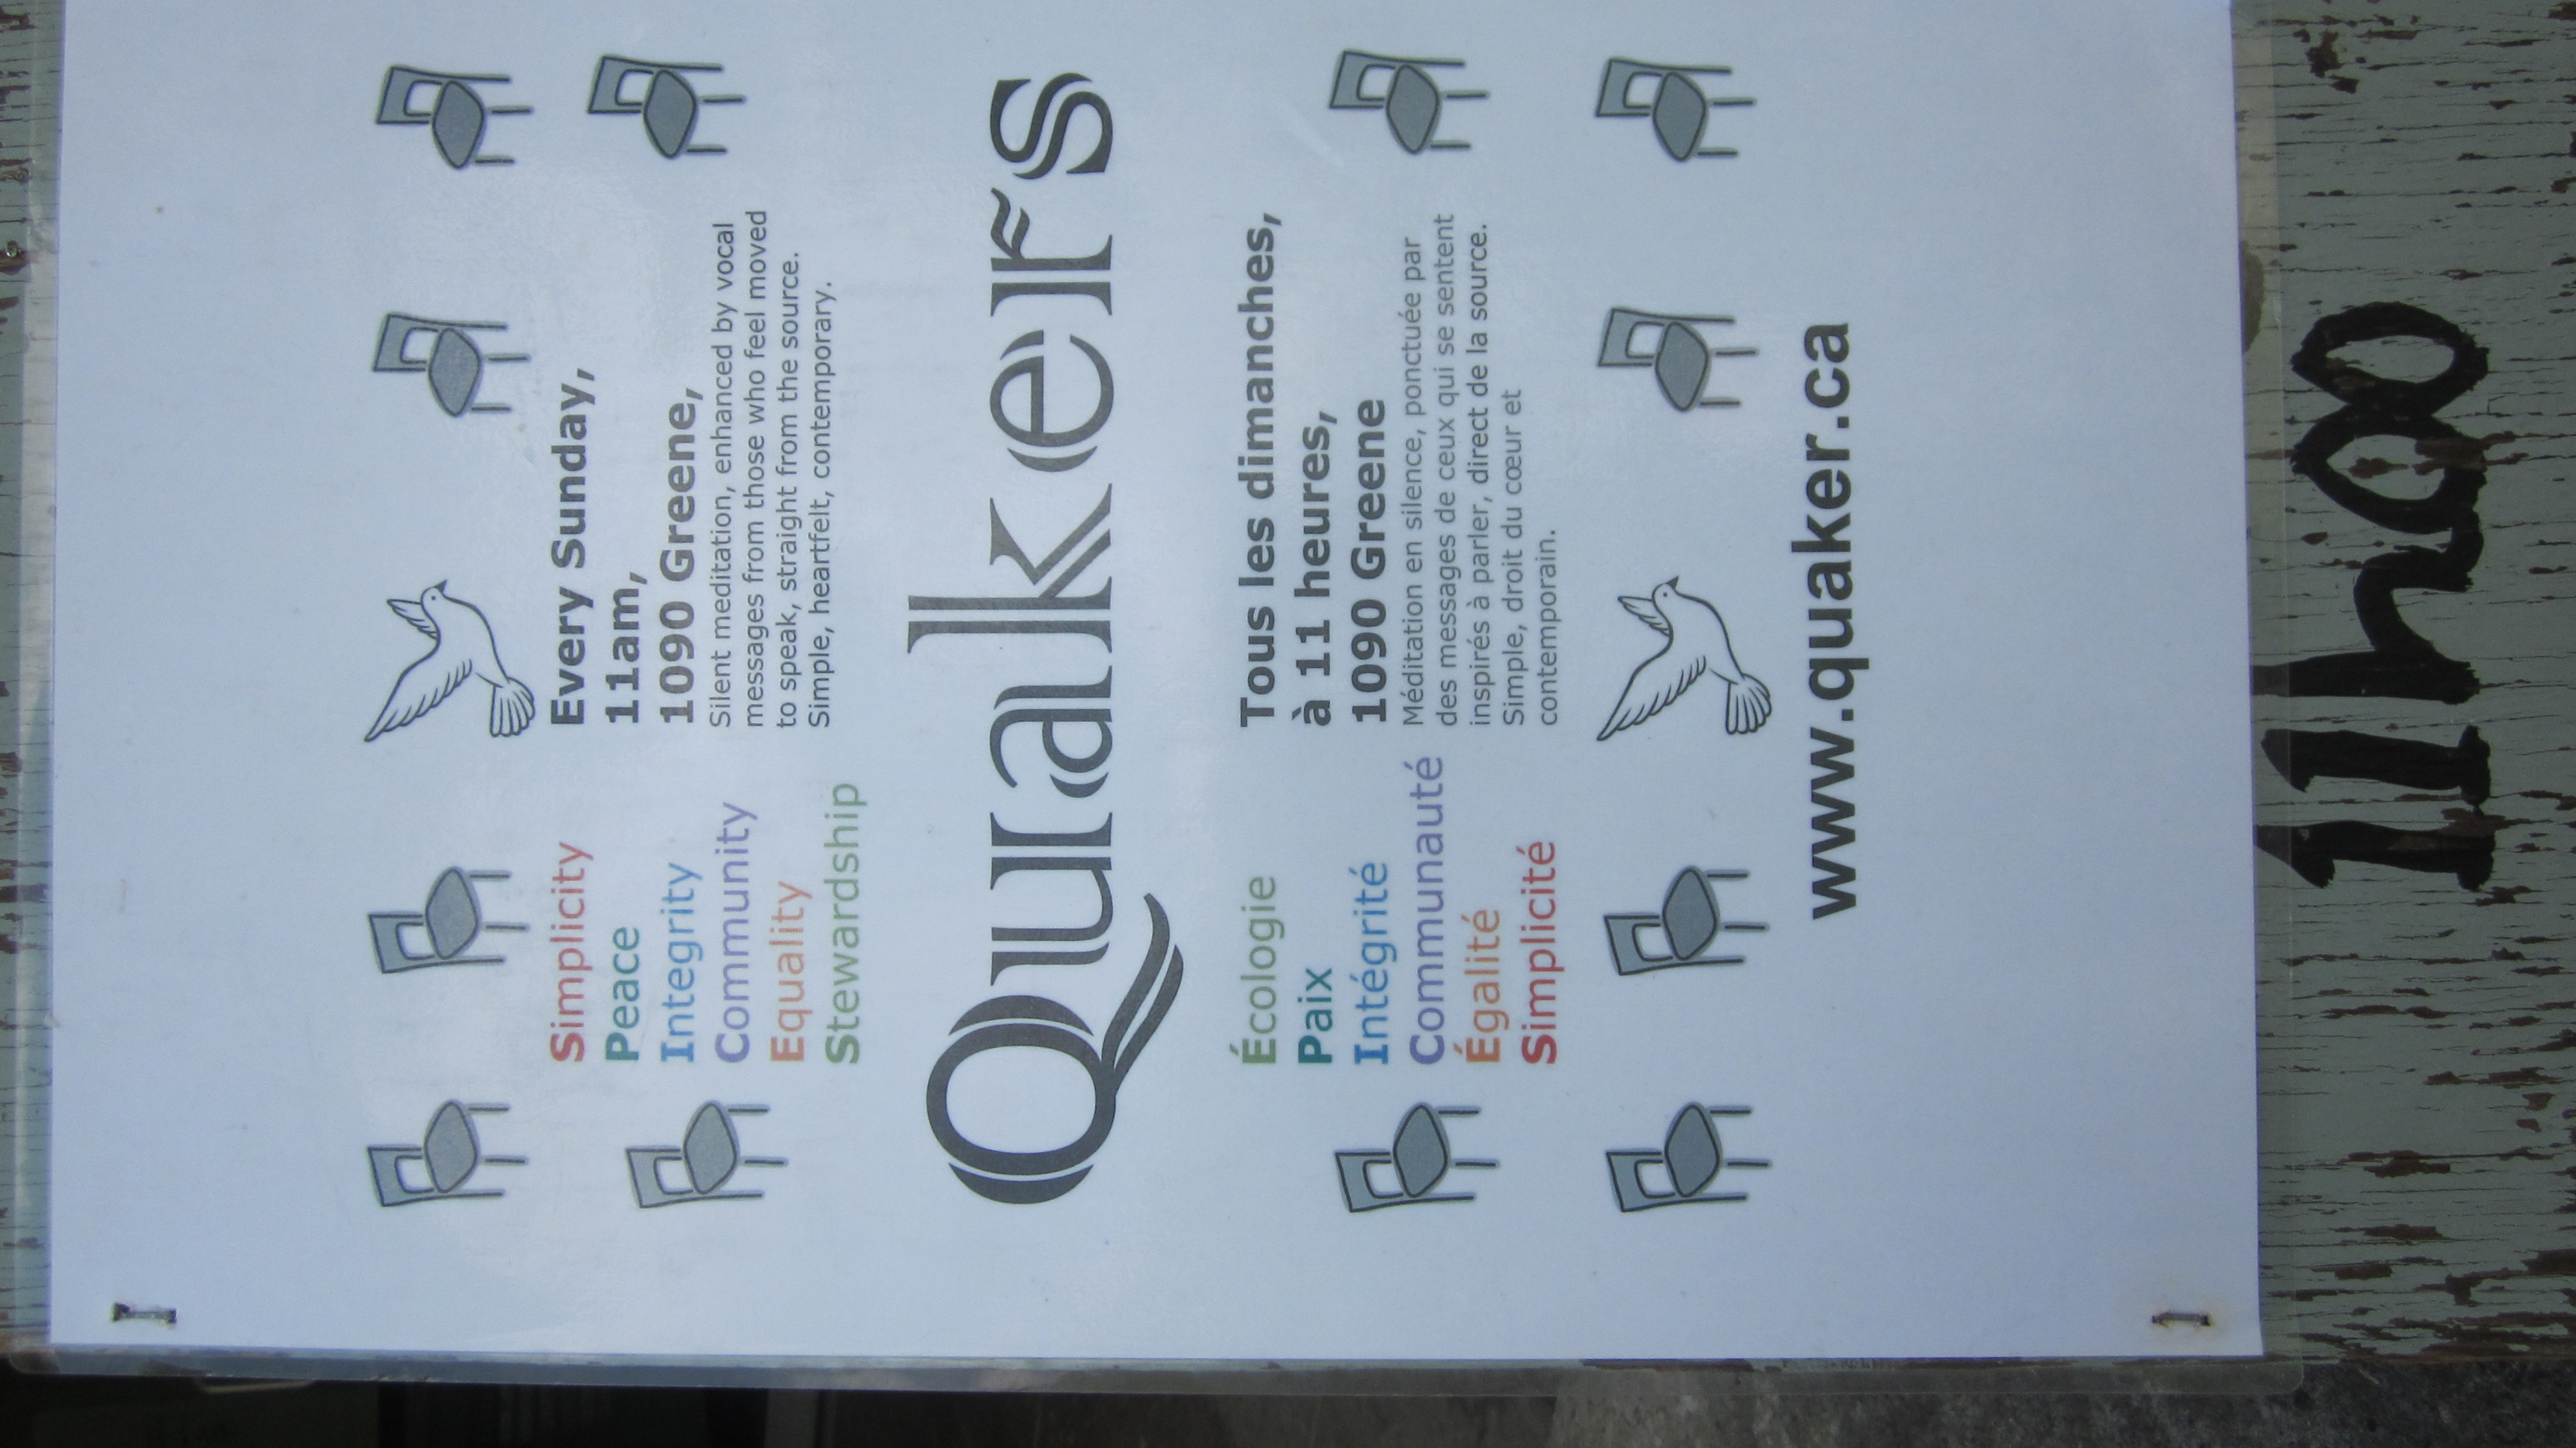 Simplicity
Peace
Integrity
Community
Equality
Stewardship
Every Sunday,
11am,
1090 Greene,
Silent meditation, enhanced by vocal
messages from those who feel moved
to speak, straight from the source.
Simple, heartfelt, contemporary.
Quakers
Écologie
Paix
Intégrité
Communauté
Égalité
Simplicité
Tous les dimanches,
à 11 heures,
1090 Greene
Méditation en silence, ponctuée par
des messages de ceux qui se sentent
inspirés à parler, direct de la source.
Simple, droit du cœur et
contemporain.
www.quaker.ca
11h00